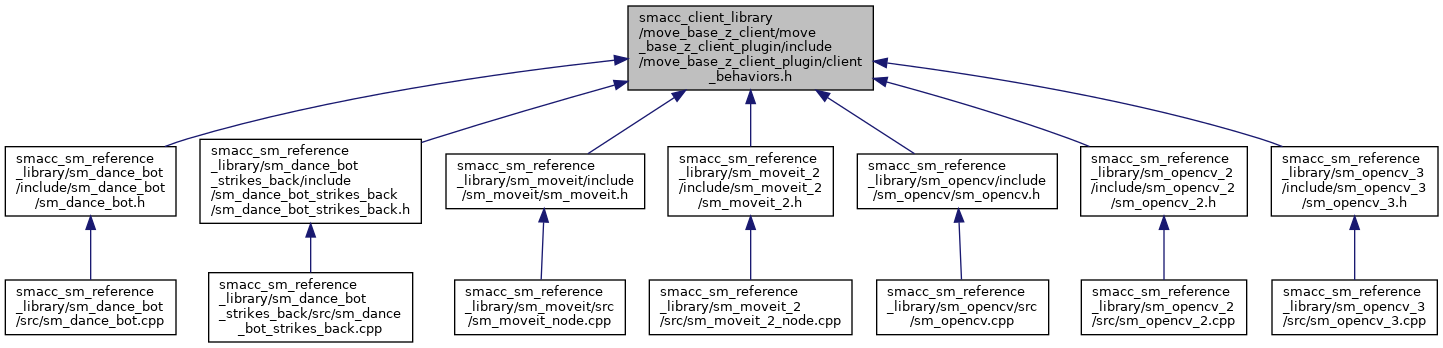 smacc_client_library
/move_base_z_client/move
_base_z_client_plugin/include
/move_base_z_client_plugin/client
_behaviors.h
smacc_sm_reference
_library/sm_dance_bot
/include/sm_dance_bot
/sm_dance_bot.h
smacc_sm_reference
_library/sm_dance_bot
_strikes_back/include
/sm_dance_bot_strikes_back
/sm_dance_bot_strikes_back.h
smacc_sm_reference
_library/sm_moveit/include
/sm_moveit/sm_moveit.h
smacc_sm_reference
_library/sm_moveit_2
/include/sm_moveit_2
/sm_moveit_2.h
smacc_sm_reference
_library/sm_opencv/include
/sm_opencv/sm_opencv.h
smacc_sm_reference
_library/sm_opencv_2
/include/sm_opencv_2
/sm_opencv_2.h
smacc_sm_reference
_library/sm_opencv_3
/include/sm_opencv_3
/sm_opencv_3.h
smacc_sm_reference
_library/sm_dance_bot
/src/sm_dance_bot.cpp
smacc_sm_reference
_library/sm_dance_bot
_strikes_back/src/sm_dance
_bot_strikes_back.cpp
smacc_sm_reference
_library/sm_moveit/src
/sm_moveit_node.cpp
smacc_sm_reference
_library/sm_moveit_2
/src/sm_moveit_2_node.cpp
smacc_sm_reference
_library/sm_opencv/src
/sm_opencv.cpp
smacc_sm_reference
_library/sm_opencv_2
/src/sm_opencv_2.cpp
smacc_sm_reference
_library/sm_opencv_3
/src/sm_opencv_3.cpp